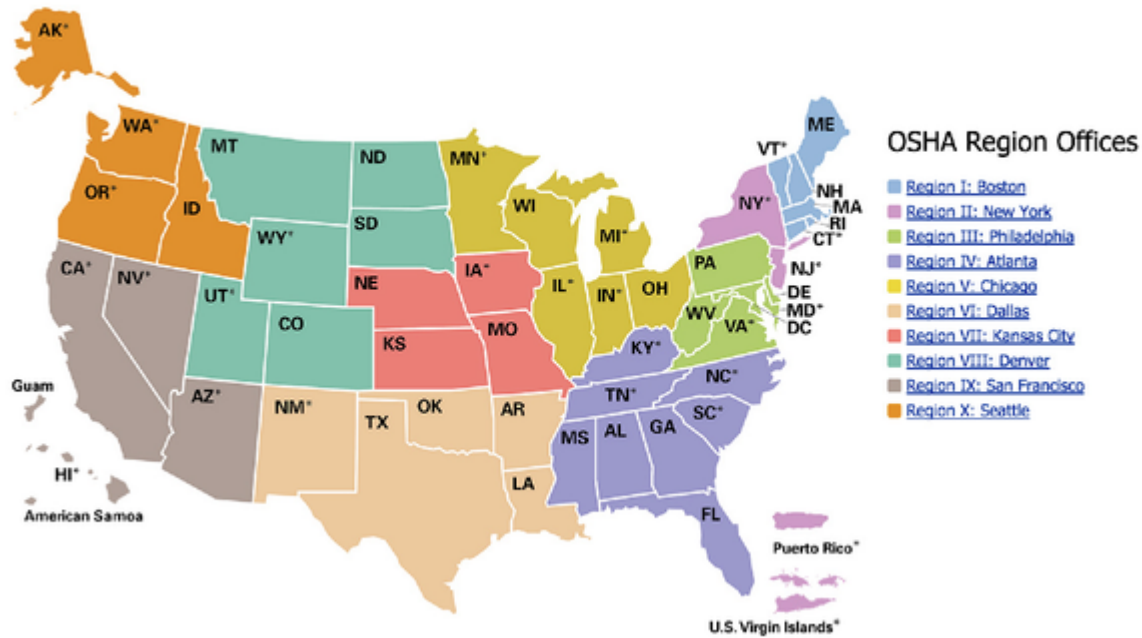 AK*
WA*
OR*
ID
MT
ND
MN*
SD
WY*
WI
MI*
VT*
ME
NH
MA
RI
CT*
NY*
NJ*
PA
DE
MD*
DC
CA*
NV*
UT*
CO
NE
IA*
KS
MO
IL*
IN*
OH
WV
VA*
KY*
NC*
TN*
SC*
AZ*
NM*
TX
OK
AR
LA
MS
AL
GA
FL
Guam
HI*
American Samoa
Puerto Rico*
U.S. Virgin Islands*
OSHA Region Offices
Region I: Boston
Region II: New York
Region III: Philadelphia
Region IV: Atlanta
Region V: Chicago
Region VI: Dallas
Region VII: Kansas City
Region VIII: Denver
Region IX: San Francisco
Region X: Seattle